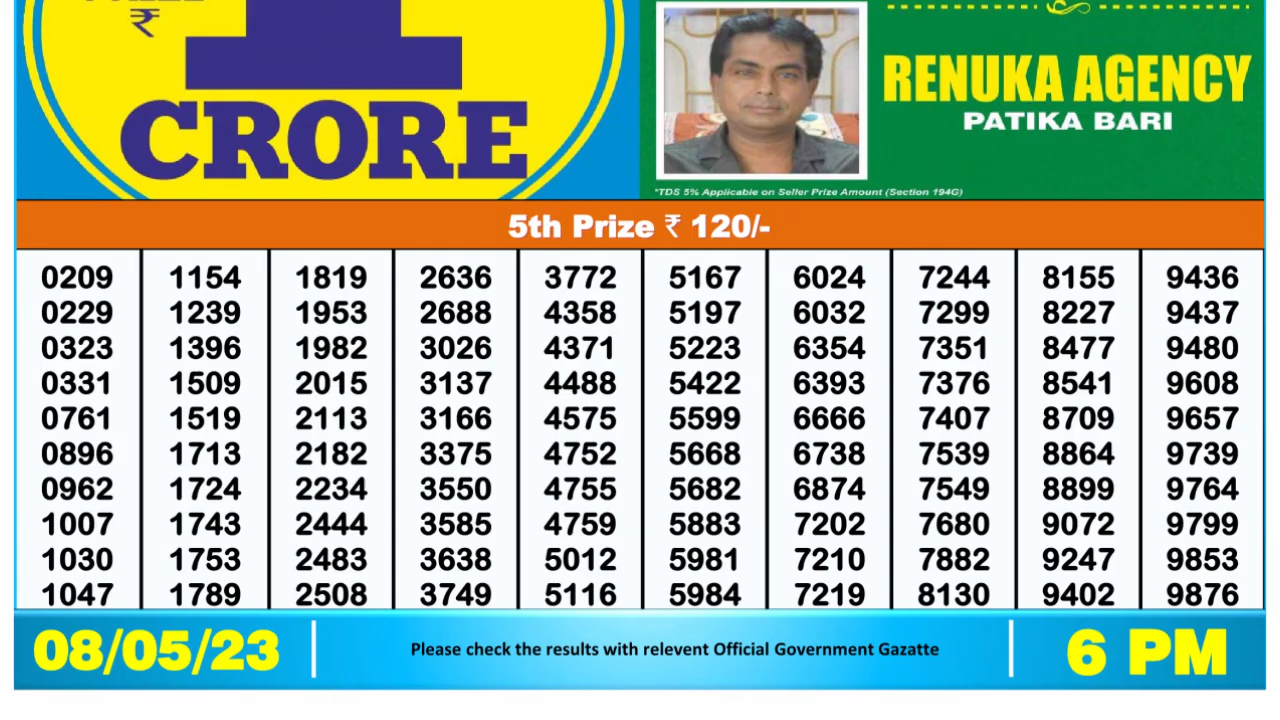 ₹
CRORE
RENUKA AGENCY
PATIKA BARI
*TDS 5% Applicable on Seller Prize Amount (Section 194G)
5th Prize ₹ 120/-
0209 1154 1819 2636 3772 5167 6024 7244 8155 9436
0229 1239 1953 2688 4358 5197 6032 7299 8227 9437
0323 1396 1982 3026 4371 5223 6354 7351 8477 9480
0331 1509 2015 3137 4488 5422 6393 7376 8541 9608
0761 1519 2113 3166 4575 5599 6666 7407 8709 9657
0896 1713 2182 3375 4752 5668 6738 7539 8864 9739
0962 1724 2234 3550 4755 5682 6874 7549 8899 9764
1007 1743 2444 3585 4759 5883 7202 7680 9072 9799
1030 1753 2483 3638 5012 5981 7210 7882 9247 9853
1047 1789 2508 3749 5116 5984 7219 8130 9402 9876
08/05/23 Please check the results with relevent Official Government Gazatte 6 PM